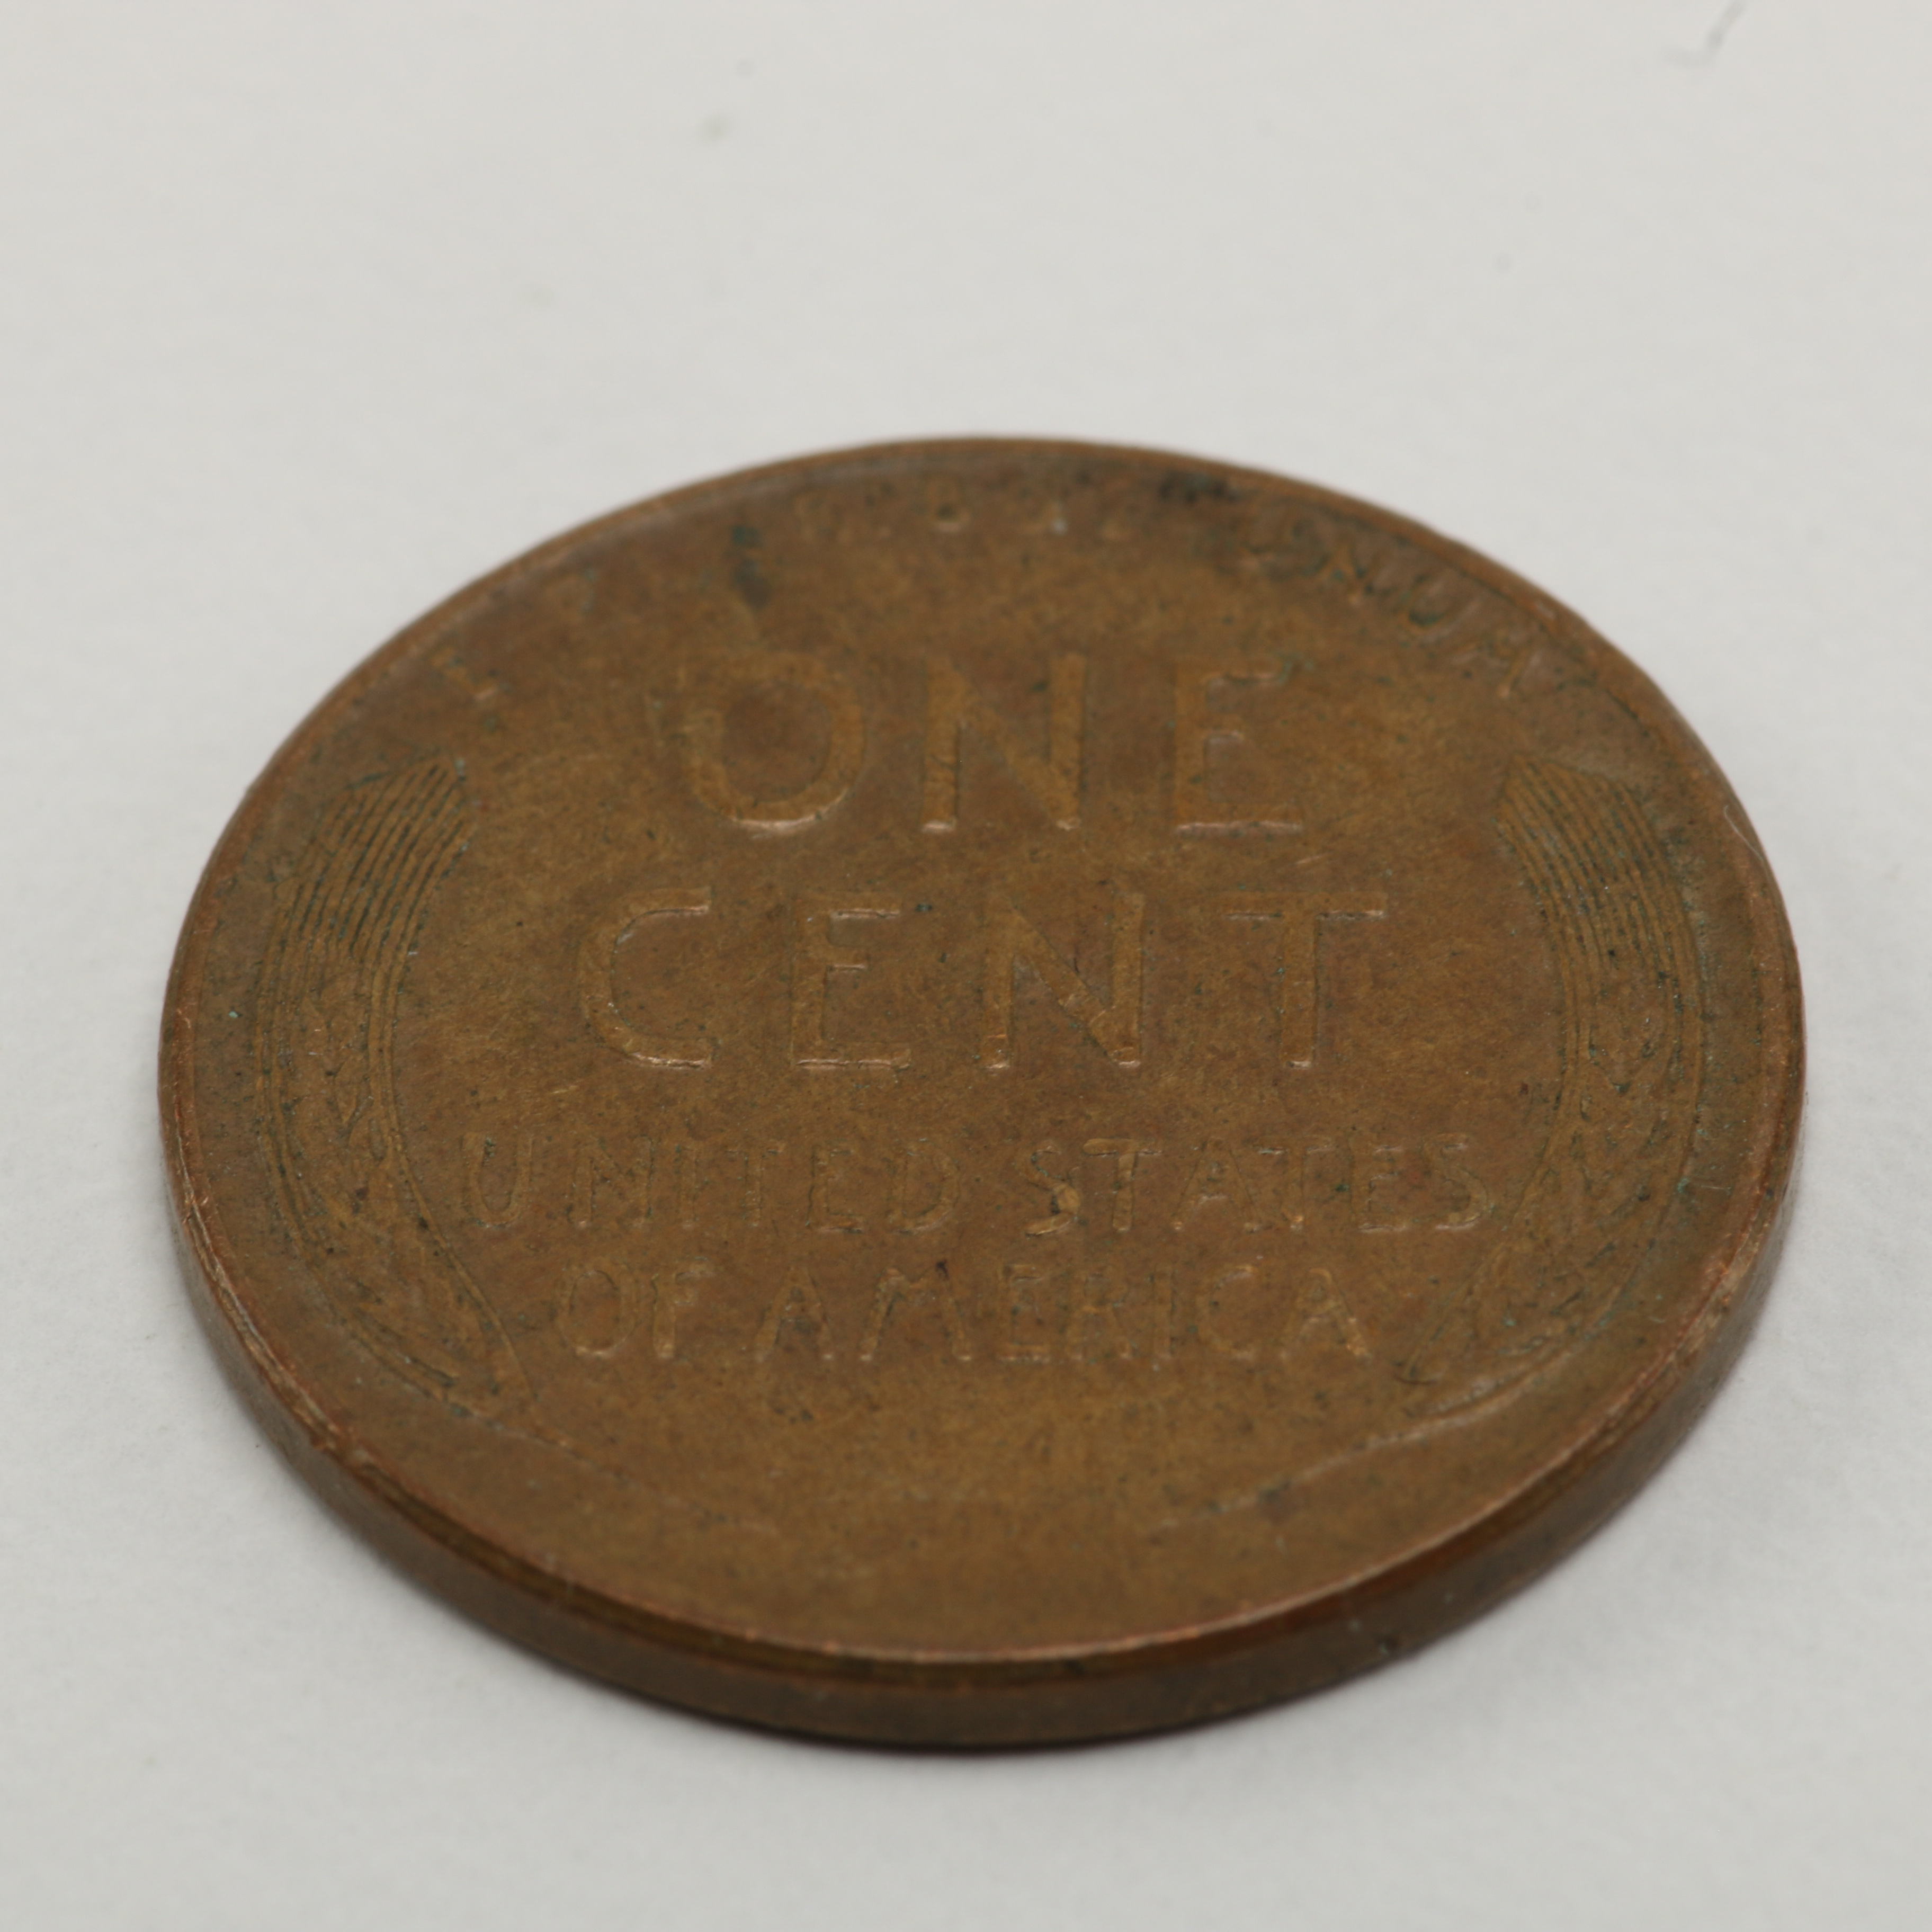 ONE
CENT
UNITED STATES
OF AMERICA